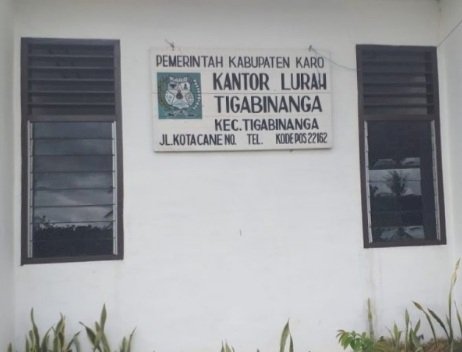 PEMERINTAH KABUPATEN KARO
KANTOR LURAH
TIGABINANGA
KEC.TIGABINANGA
JL.KOTACANE NO. TEL. KODE POS 22162